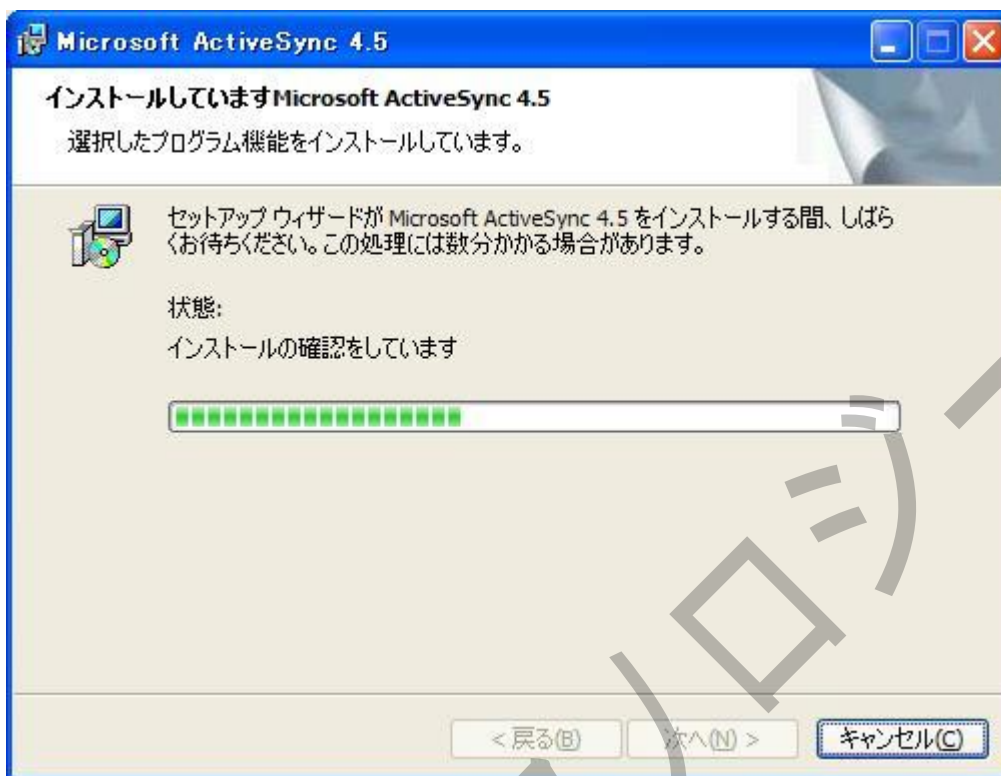 Microsoft ActiveSync 4.5
インストールしていますMicrosoft ActiveSync 4.5
選択したプログラム機能をインストールしています。
セットアップ ウィザードが Microsoft ActiveSync 4.5 をインストールする間、しばら
くお待ちください。この処理には数分かかる場合があります。
状態:
インストールの確認をしています
< 戻る(B)
次へ(N) >
キャンセル(C)
ロジー